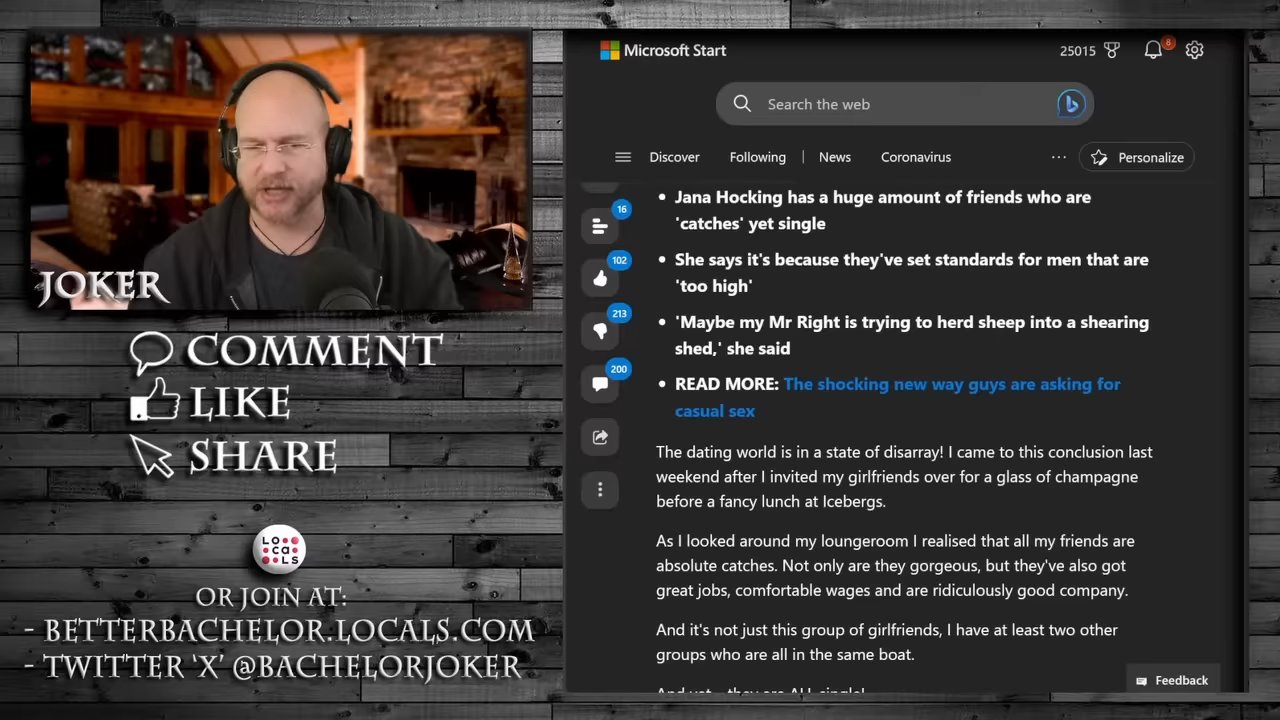 JOKER
COMMENT
LIKE
SHARE
LO
CA
LS
OR JOIN AT:
- BETTERBACHELOR.LOCALS.COM
- TWITTER 'X' @BACHELORJOKER
Microsoft Start
25015
8
Search the web
Discover
Following
News
Coronavirus
Personalize
16
102
213
200
• Jana Hocking has a huge amount of friends who are
'catches' yet single
• She says it's because they've set standards for men that are
'too high'
• 'Maybe my Mr Right is trying to herd sheep into a shearing
shed,' she said
• READ MORE: The shocking new way guys are asking for
casual sex
The dating world is in a state of disarray! I came to this conclusion last
weekend after I invited my girlfriends over for a glass of champagne
before a fancy lunch at Icebergs.
As I looked around my loungeroom I realised that all my friends are
absolute catches. Not only are they gorgeous, but they've also got
great jobs, comfortable wages and are ridiculously good company.
And it's not just this group of girlfriends, I have at least two other
groups who are all in the same boat.
Feedback